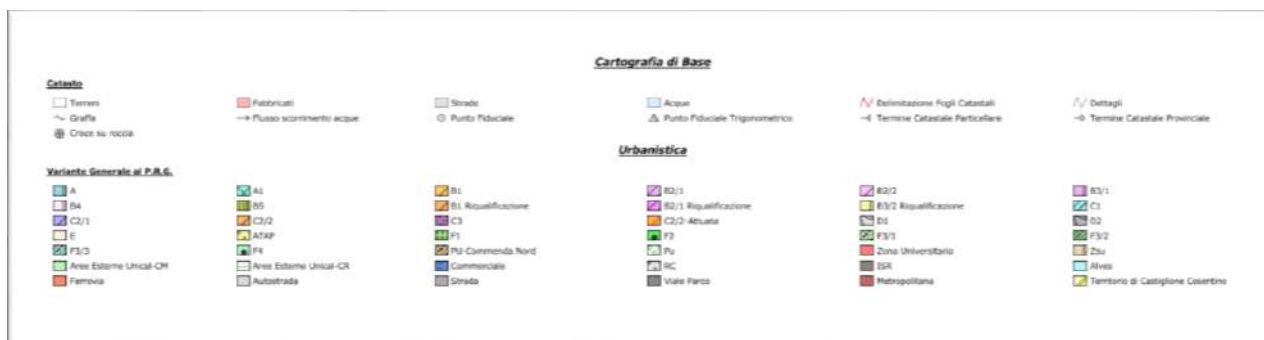 Cartografia di Base
Catasto
Terreni Fabbricati Strade Acque Delimitazione Fogli Catastali Dettagli
Graffa Flusso scorrimento acque Punto Fiduciale Punto Fiduciale Trigonometrico Termine Catastale Particellare Termine Catastale Provinciale
Croce su roccia
Urbanistica
Variante Generale al P.R.G.
A A1 B1 B2/1 B2/2 B3/1
B4 B5 B1 Riqualificazione B2/1 Riqualificazione B3/2 Riqualificazione C1
C2/1 C2/2 C3 C2/2-Attuata D1 D2
E ATAP F1 F2 F3/1 F3/2
F3/3 F4 PU-Commenda Nord Pu Zona Universitaria Zsu
Aree Esterne Unical-CM Aree Esterne Unical-CR Commerciale RC ISR Alveo
Ferrovia Autostrada Strada Viale Parco Metropolitana Territorio di Castiglione Cosentino